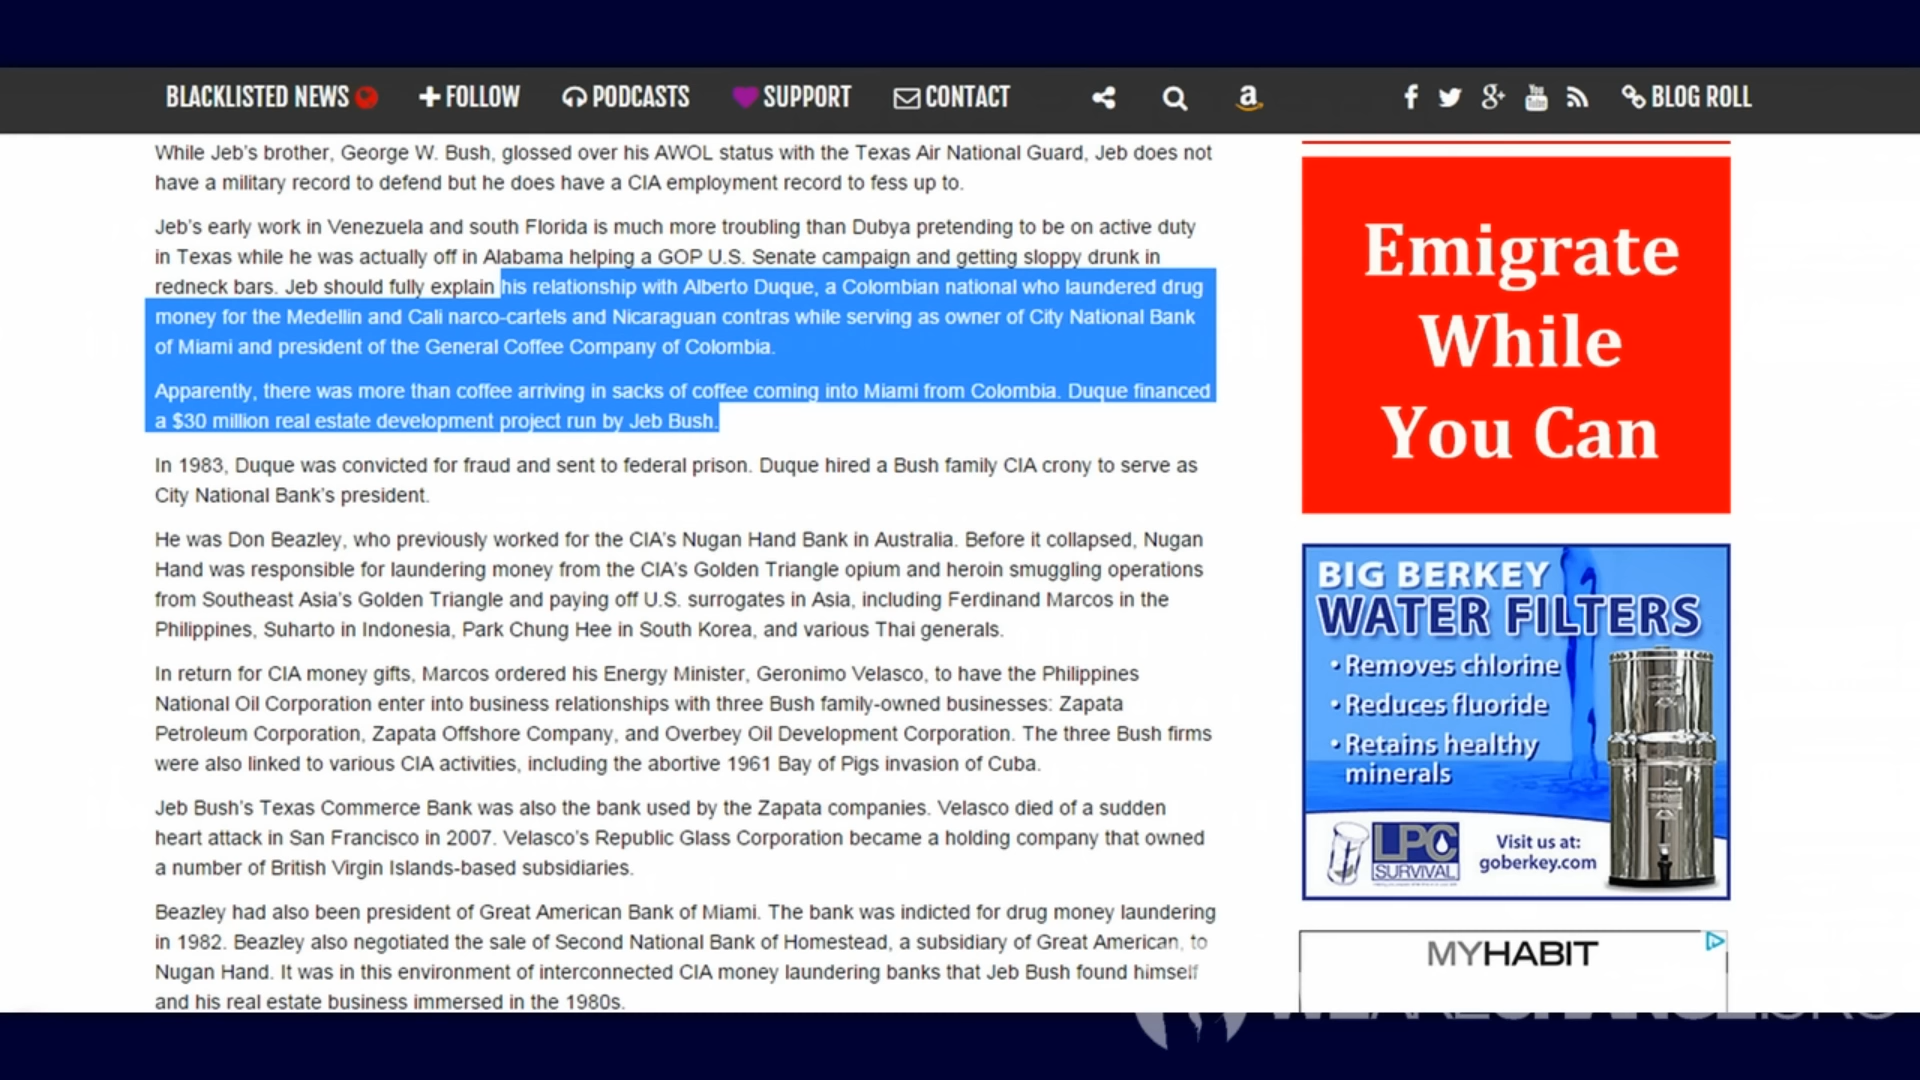 BLACKLISTED NEWS FOLLOW PODCASTS SUPPORT CONTACT BLOG ROLL
While Jeb's brother, George W. Bush, glossed over his AWOL status with the Texas Air National Guard, Jeb does not
have a military record to defend but he does have a CIA employment record to fess up to.
Jeb's early work in Venezuela and south Florida is much more troubling than Dubya pretending to be on active duty
in Texas while he was actually off in Alabama helping a GOP U.S. Senate campaign and getting sloppy drunk in
redneck bars. Jeb should fully explain his relationship with Alberto Duque, a Colombian national who laundered drug
money for the Medellin and Cali narco-cartels and Nicaraguan contras while serving as owner of City National Bank
of Miami and president of the General Coffee Company of Colombia.
Apparently, there was more than coffee arriving in sacks of coffee coming into Miami from Colombia. Duque financed
a $30 million real estate development project run by Jeb Bush.
In 1983, Duque was convicted for fraud and sent to federal prison. Duque hired a Bush family CIA crony to serve as
City National Bank's president.
He was Don Beazley, who previously worked for the CIA's Nugan Hand Bank in Australia. Before it collapsed, Nugan
Hand was responsible for laundering money from the CIA's Golden Triangle opium and heroin smuggling operations
from Southeast Asia's Golden Triangle and paying off U.S. surrogates in Asia, including Ferdinand Marcos in the
Philippines, Suharto in Indonesia, Park Chung Hee in South Korea, and various Thai generals.
In return for CIA money gifts, Marcos ordered his Energy Minister, Geronimo Velasco, to have the Philippines
National Oil Corporation enter into business relationships with three Bush family-owned businesses: Zapata
Petroleum Corporation, Zapata Offshore Company, and Overbey Oil Development Corporation. The three Bush firms
were also linked to various CIA activities, including the abortive 1961 Bay of Pigs invasion of Cuba.
Jeb Bush's Texas Commerce Bank was also the bank used by the Zapata companies. Velasco died of a sudden
heart attack in San Francisco in 2007. Velasco's Republic Glass Corporation became a holding company that owned
a number of British Virgin Islands-based subsidiaries.
Beazley had also been president of Great American Bank of Miami. The bank was indicted for drug money laundering
in 1982. Beazley also negotiated the sale of Second National Bank of Homestead, a subsidiary of Great American, to
Nugan Hand. It was in this environment of interconnected CIA money laundering banks that Jeb Bush found himself
and his real estate business immersed in the 1980s.
Emigrate
While
You Can
BIG BERKEY
WATER FILTERS
• Removes chlorine
• Reduces fluoride
• Retains healthy
minerals
LPC
SURVIVAL
Visit us at:
goberkey.com
MYHABIT